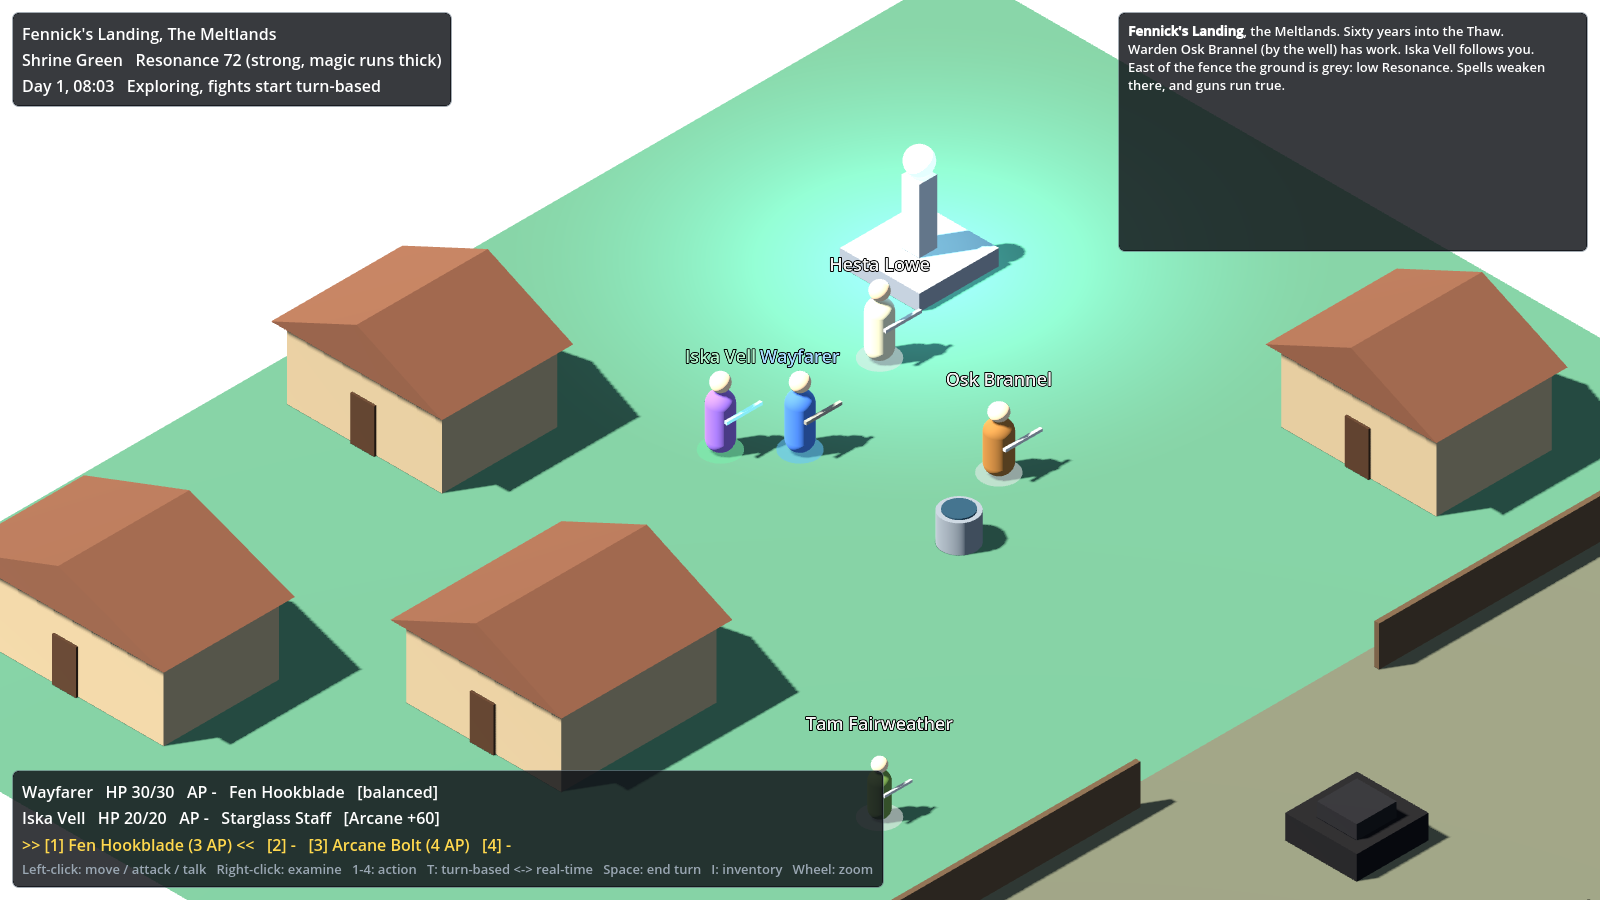 Fennick's Landing, The Meltlands
Shrine Green   Resonance 72 (strong, magic runs thick)
Day 1, 08:03   Exploring, fights start turn-based
Fennick's Landing, the Meltlands. Sixty years into the Thaw.
Warden Osk Brannel (by the well) has work. Iska Vell follows you.
East of the fence the ground is grey: low Resonance. Spells weaken
there, and guns run true.
Hesta Lowe
Iska Vell
Wayfarer
Osk Brannel
Tam Fairweather
Wayfarer   HP 30/30   AP -   Fen Hookblade   [balanced]
Iska Vell   HP 20/20   AP -   Starglass Staff   [Arcane +60]
>> [1] Fen Hookblade (3 AP) <<   [2] -   [3] Arcane Bolt (4 AP)   [4] -
Left-click: move / attack / talk   Right-click: examine   1-4: action   T: turn-based <-> real-time   Space: end turn   I: inventory   Wheel: zoom